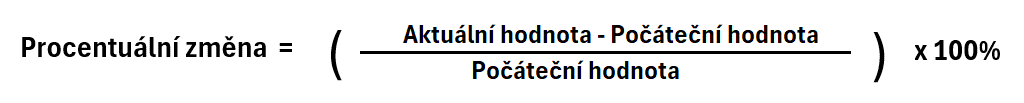 Procentuální změna = ( Aktuální hodnota - Počáteční hodnota
Počáteční hodnota ) x 100%